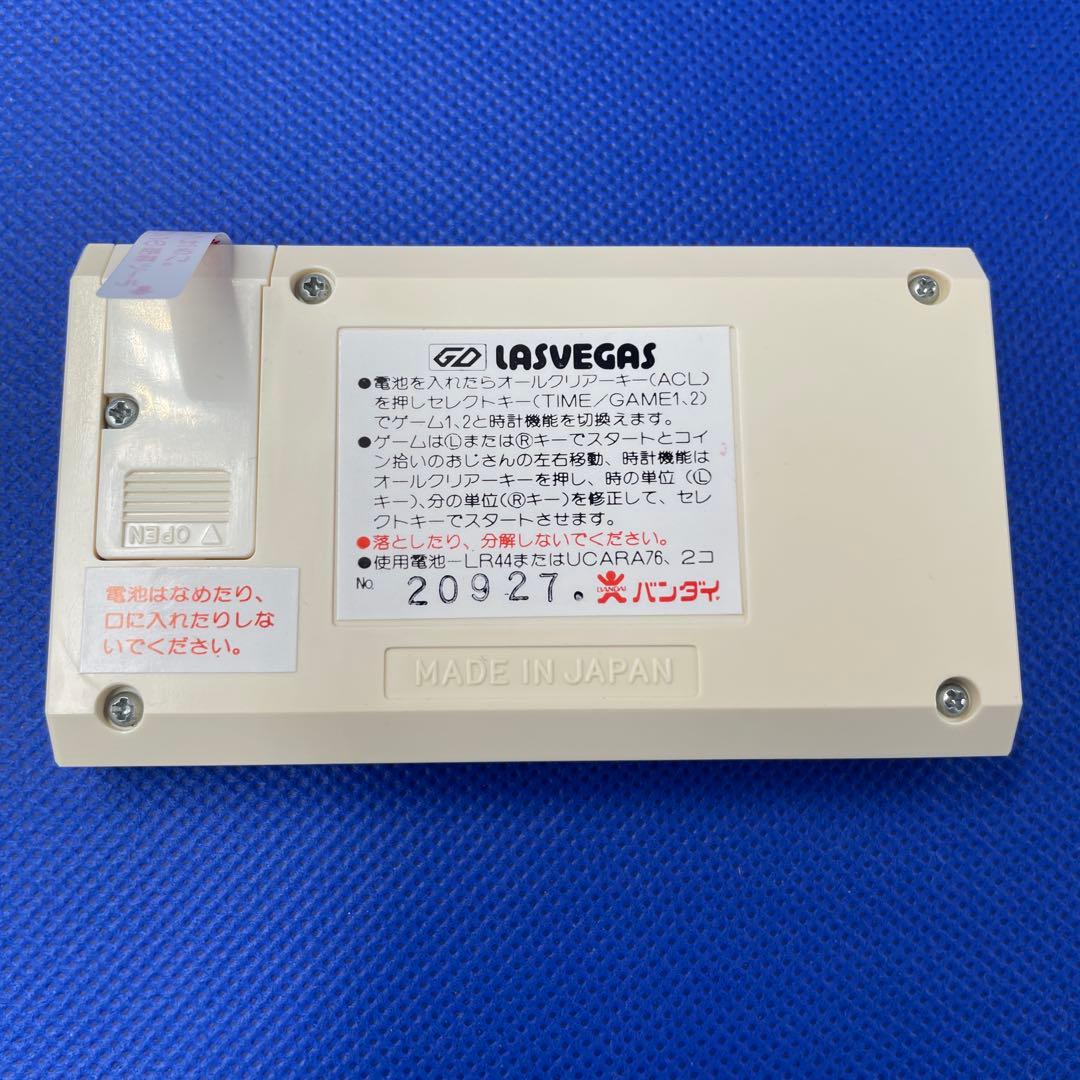 GD LASVEGAS
●電池を入れたらオールクリアーキー(ACL)
を押しセレクトキー(TIME/GAME1、2)
でゲーム1、2と時計機能を切換えます。
●ゲームはⓁまたはⓇキーでスタートとコイ
ン拾いのおじさんの左右移動、時計機能は
オールクリアーキーを押し、時の単位(Ⓛ
キー)、分の単位(Ⓡキー)を修正して、セレ
クトキーでスタートさせます。
●落としたり、分解しないでください。
●使用電池—LR44またはUCARA76、2コ
No. 20927. BANDAI バンダイ
OPEN
電池はなめたり、
口に入れたりしな
いでください。
MADE IN JAPAN